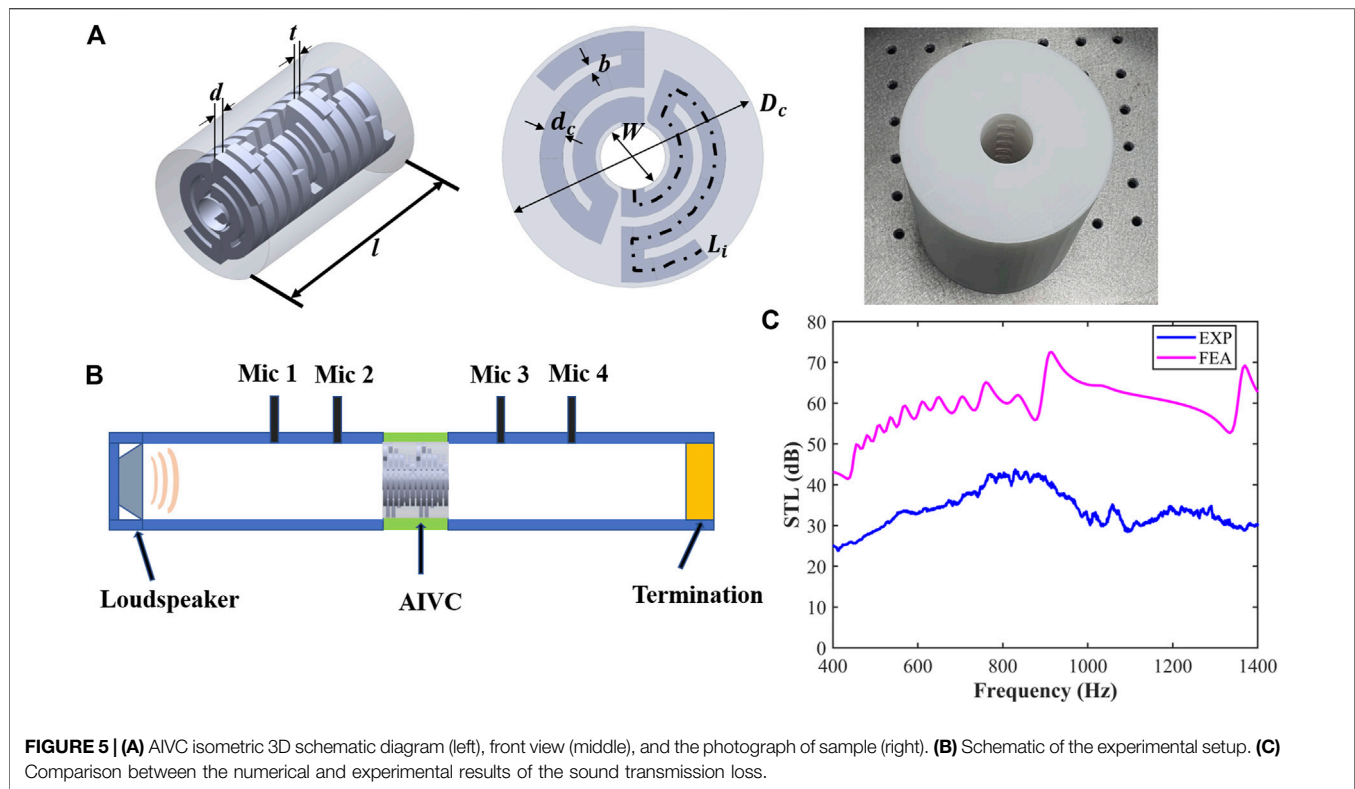 A
t
d
l
b
d_c
W
D_c
L_i
B
Mic 1 Mic 2 Mic 3 Mic 4
Loudspeaker
AIVC
Termination
C
80
70
60
50
40
30
20
10
0
STL (dB)
EXP
FEA
400 600 800 1000 1200 1400
Frequency (Hz)
FIGURE 5 | (A) AIVC isometric 3D schematic diagram (left), front view (middle), and the photograph of sample (right). (B) Schematic of the experimental setup. (C)
Comparison between the numerical and experimental results of the sound transmission loss.